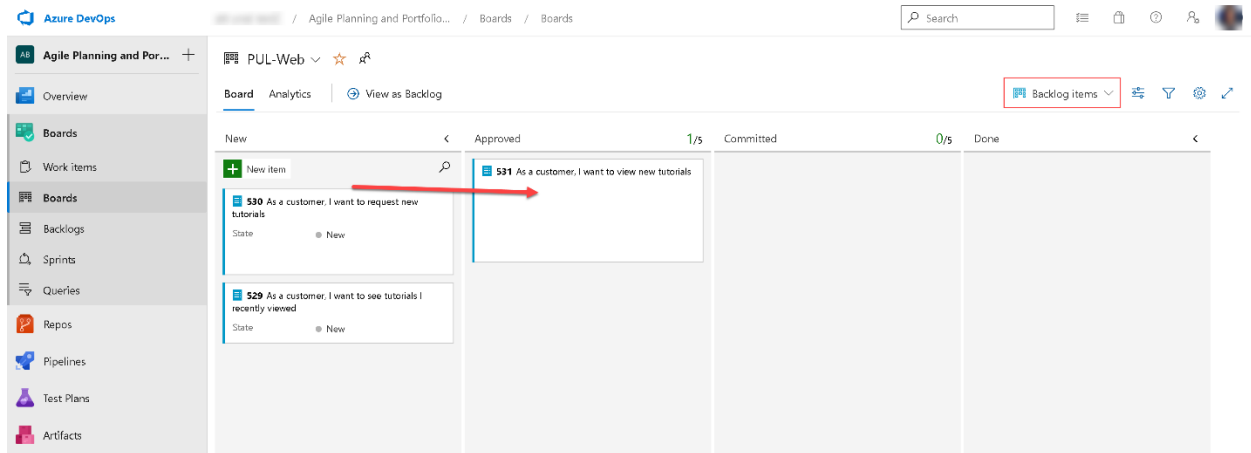 Azure DevOps
/ Agile Planning and Portfolio... / Boards / Boards
Search
AB Agile Planning and Por...
PUL-Web
Overview
Board Analytics View as Backlog
Backlog items
Boards
New
Approved 1/5
Committed 0/5
Done
Work items
New item
531 As a customer, I want to view new tutorials
Boards
530 As a customer, I want to request new
tutorials
State New
Backlogs
Sprints
Queries
529 As a customer, I want to see tutorials I
recently viewed
State New
Repos
Pipelines
Test Plans
Artifacts